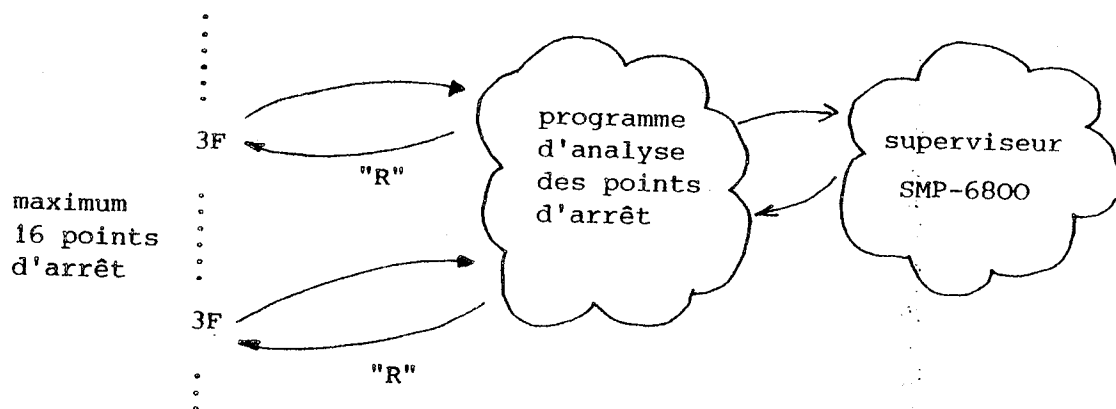 3F
"R"
maximum
16 points
d'arrêt
3F
"R"
programme
d'analyse
des points
d'arrêt
superviseur
SMP-6800